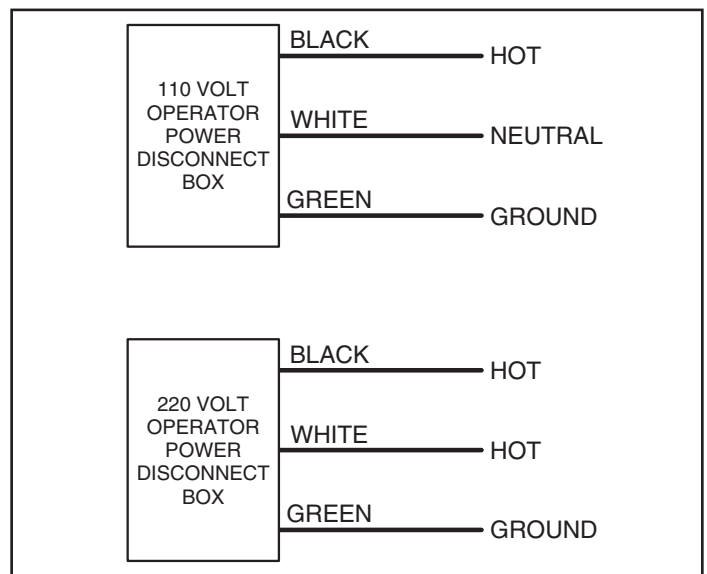 110 VOLT
OPERATOR
POWER
DISCONNECT
BOX
BLACK
HOT
WHITE
NEUTRAL
GREEN
GROUND
220 VOLT
OPERATOR
POWER
DISCONNECT
BOX
BLACK
HOT
WHITE
HOT
GREEN
GROUND